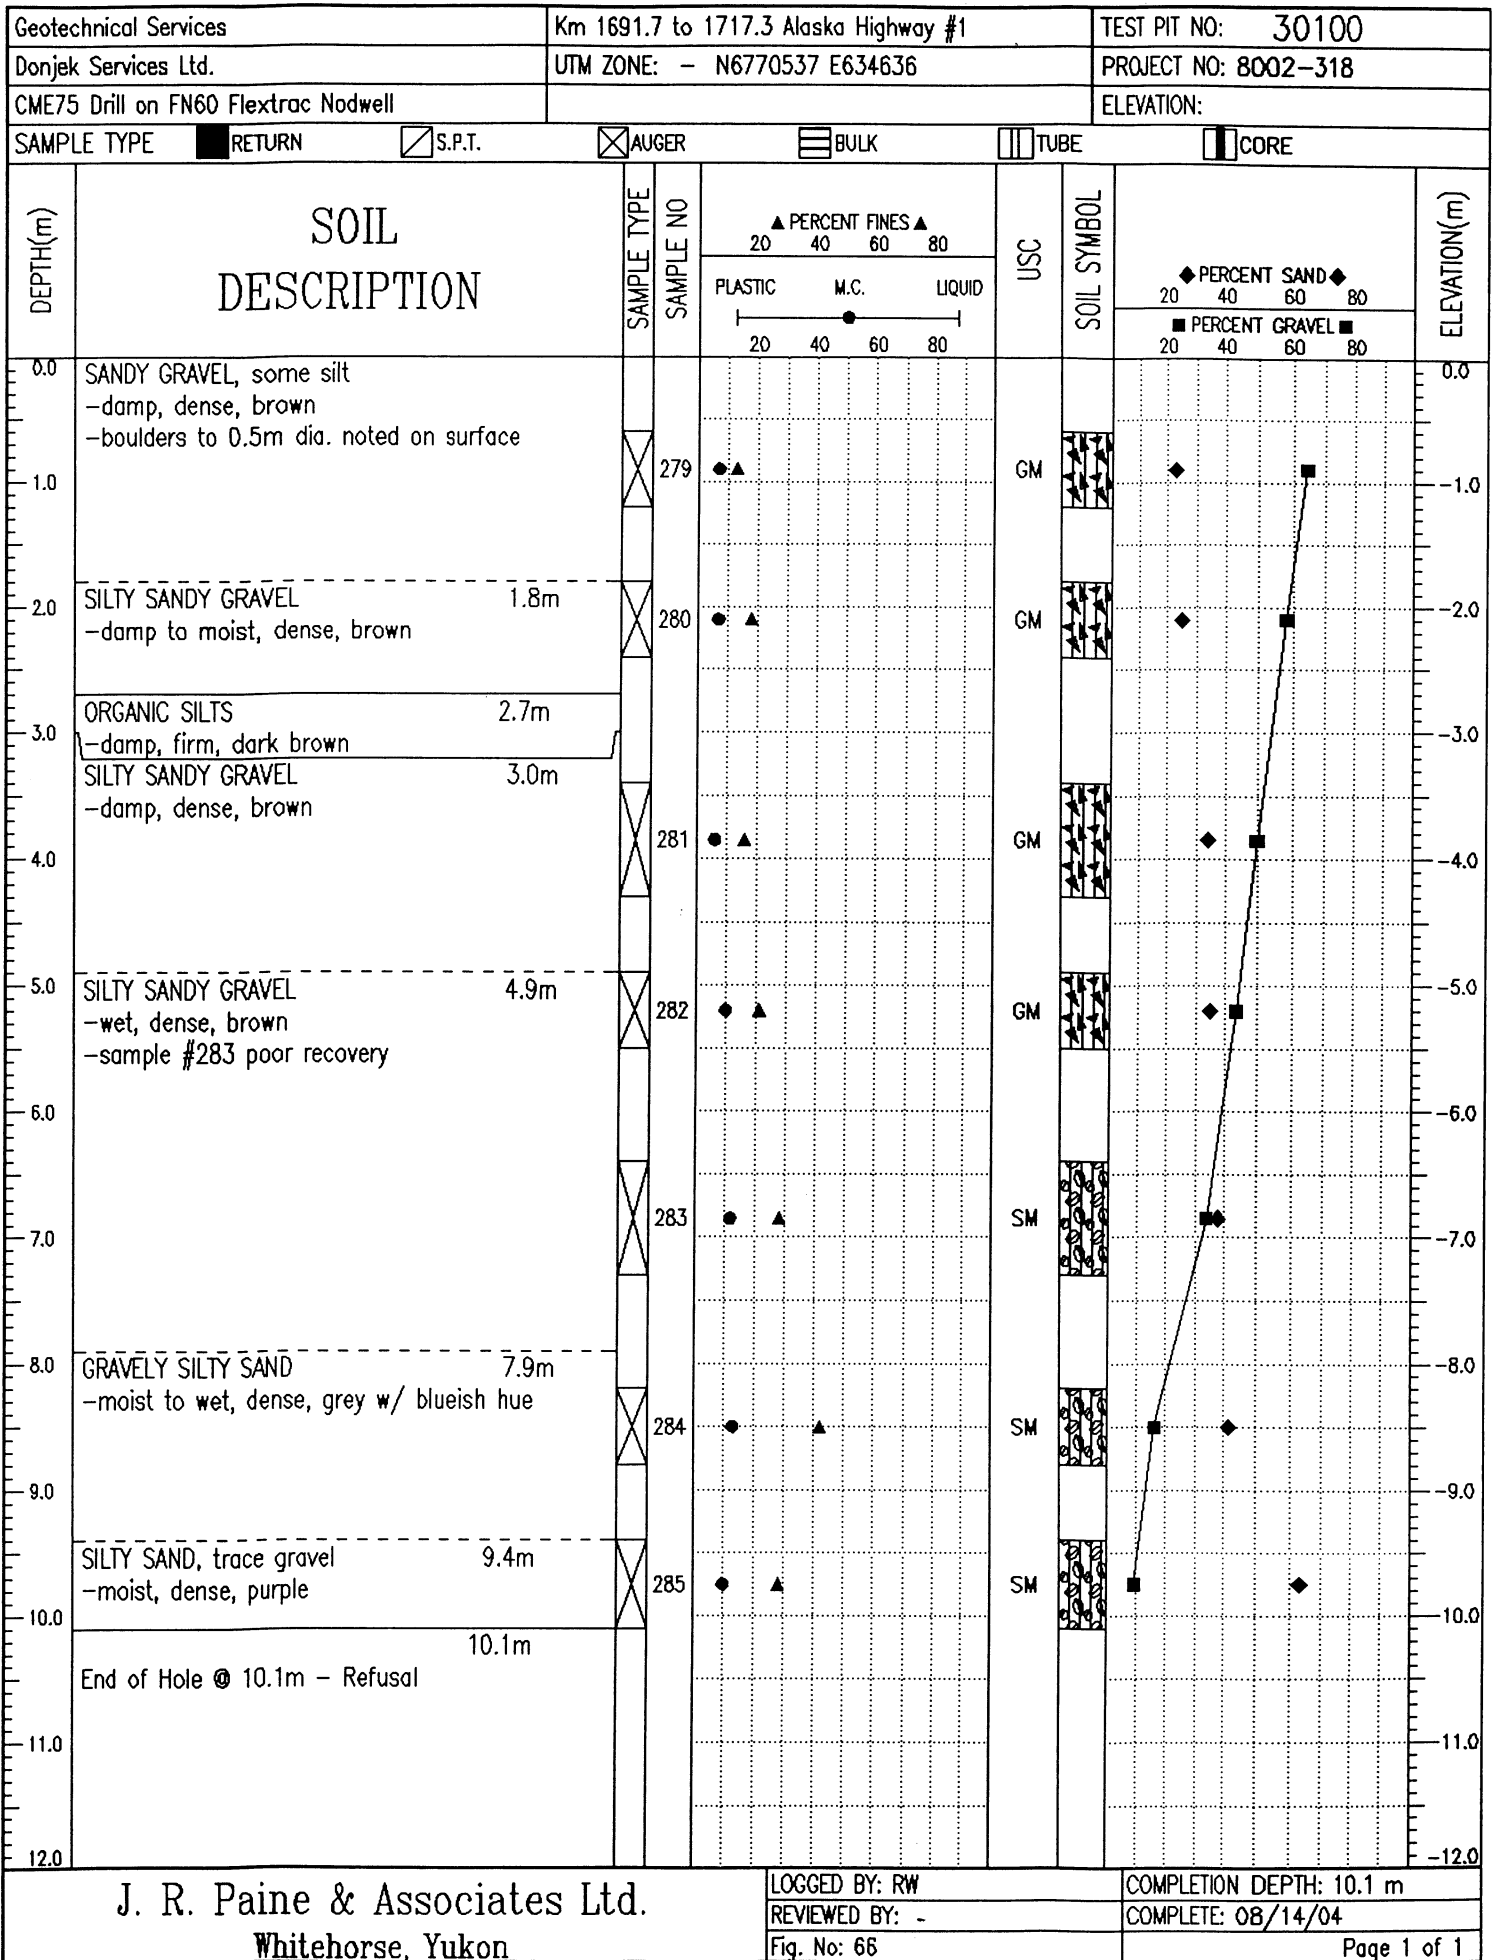 Geotechnical Services
Km 1691.7 to 1717.3 Alaska Highway #1
TEST PIT NO: 30100
Donjek Services Ltd.
UTM ZONE: - N6770537 E634636
PROJECT NO: 8002-318
CME75 Drill on FN60 Flextrac Nodwell
ELEVATION:
SAMPLE TYPE RETURN S.P.T. AUGER BULK TUBE CORE
DEPTH(m)
SOIL
DESCRIPTION
SAMPLE TYPE
SAMPLE NO
▲ PERCENT FINES ▲
20 40 60 80
PLASTIC M.C. LIQUID
20 40 60 80
USC
SOIL SYMBOL
◆ PERCENT SAND ◆
20 40 60 80
■ PERCENT GRAVEL ■
20 40 60 80
ELEVATION(m)
0.0
SANDY GRAVEL, some silt
0.0
-damp, dense, brown
-boulders to 0.5m dia. noted on surface
279 GM
1.0
-1.0
SILTY SANDY GRAVEL 1.8m
2.0
-2.0
280 GM
-damp to moist, dense, brown
ORGANIC SILTS 2.7m
3.0
-3.0
-damp, firm, dark brown
SILTY SANDY GRAVEL 3.0m
-damp, dense, brown
281 GM
4.0
-4.0
5.0
SILTY SANDY GRAVEL 4.9m
-5.0
282 GM
-wet, dense, brown
-sample #283 poor recovery
6.0
-6.0
283 SM
7.0
-7.0
8.0
GRAVELY SILTY SAND 7.9m
-8.0
-moist to wet, dense, grey w/ blueish hue
284 SM
9.0
-9.0
SILTY SAND, trace gravel 9.4m
285 SM
-moist, dense, purple
10.0
-10.0
10.1m
End of Hole @ 10.1m - Refusal
11.0
-11.0
12.0
-12.0
J. R. Paine & Associates Ltd.
Whitehorse, Yukon
LOGGED BY: RW
COMPLETION DEPTH: 10.1 m
REVIEWED BY: -
COMPLETE: 08/14/04
Fig. No: 66
Page 1 of 1